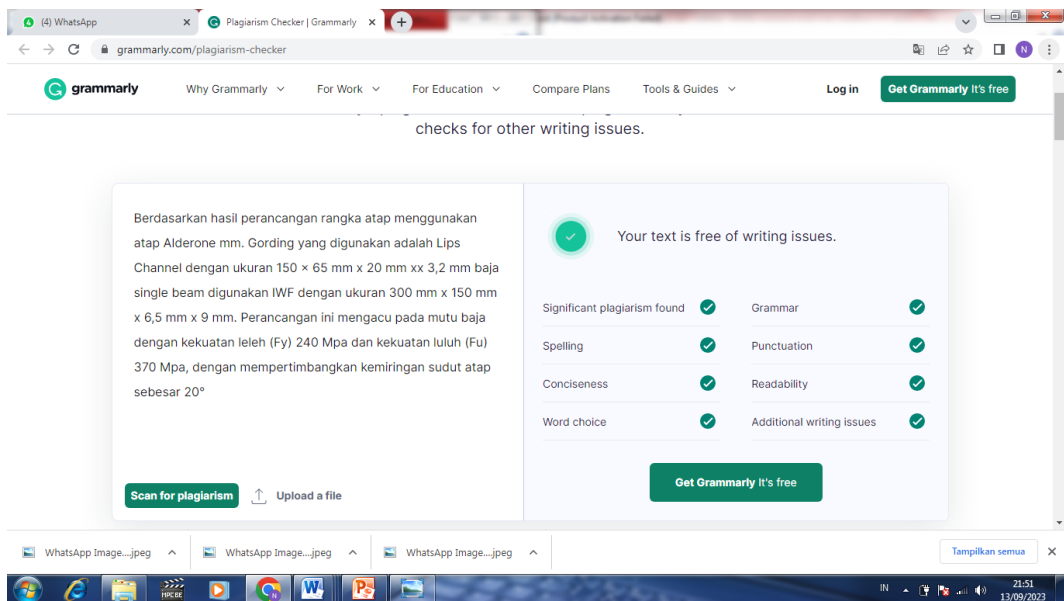 (4) WhatsApp
Plagiarism Checker | Grammarly
grammarly.com/plagiarism-checker
grammarly
Why Grammarly
For Work
For Education
Compare Plans
Tools & Guides
Log in
Get Grammarly It's free
checks for other writing issues.
Berdasarkan hasil perancangan rangka atap menggunakan
atap Alderone mm. Gording yang digunakan adalah Lips
Channel dengan ukuran 150 × 65 mm x 20 mm xx 3,2 mm baja
single beam digunakan IWF dengan ukuran 300 mm x 150 mm
x 6,5 mm x 9 mm. Perancangan ini mengacu pada mutu baja
dengan kekuatan leleh (Fy) 240 Mpa dan kekuatan luluh (Fu)
370 Mpa, dengan mempertimbangkan kemiringan sudut atap
sebesar 20°
Scan for plagiarism
Upload a file
Your text is free of writing issues.
Significant plagiarism found
Grammar
Spelling
Punctuation
Conciseness
Readability
Word choice
Additional writing issues
Get Grammarly It's free
WhatsApp Image....jpeg
WhatsApp Image....jpeg
WhatsApp Image....jpeg
Tampilkan semua
MPC BE
IN
21:51
13/09/2023